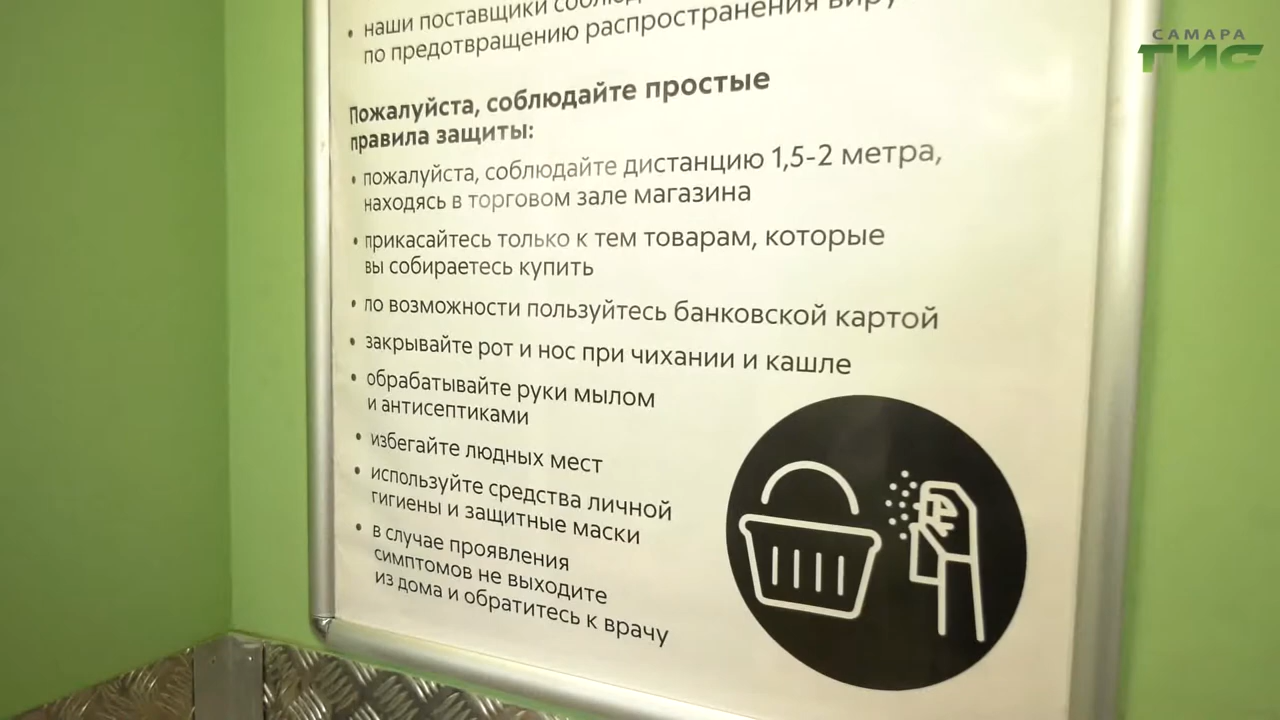 САМАРА
ГИС
• наши поставщики
по предотвращению распространения
Пожалуйста, соблюдайте простые
правила защиты:
• пожалуйста, соблюдайте дистанцию 1,5-2 метра,
находясь в торговом зале магазина
• прикасайтесь только к тем товарам, которые
вы собираетесь купить
• по возможности пользуйтесь банковской картой
• закрывайте рот и нос при чихании и кашле
• обрабатывайте руки мылом
и антисептиками
• избегайте людных мест
• используйте средства личной
гигиены и защитные маски
• в случае проявления
симптомов не выходите
из дома и обратитесь к врачу